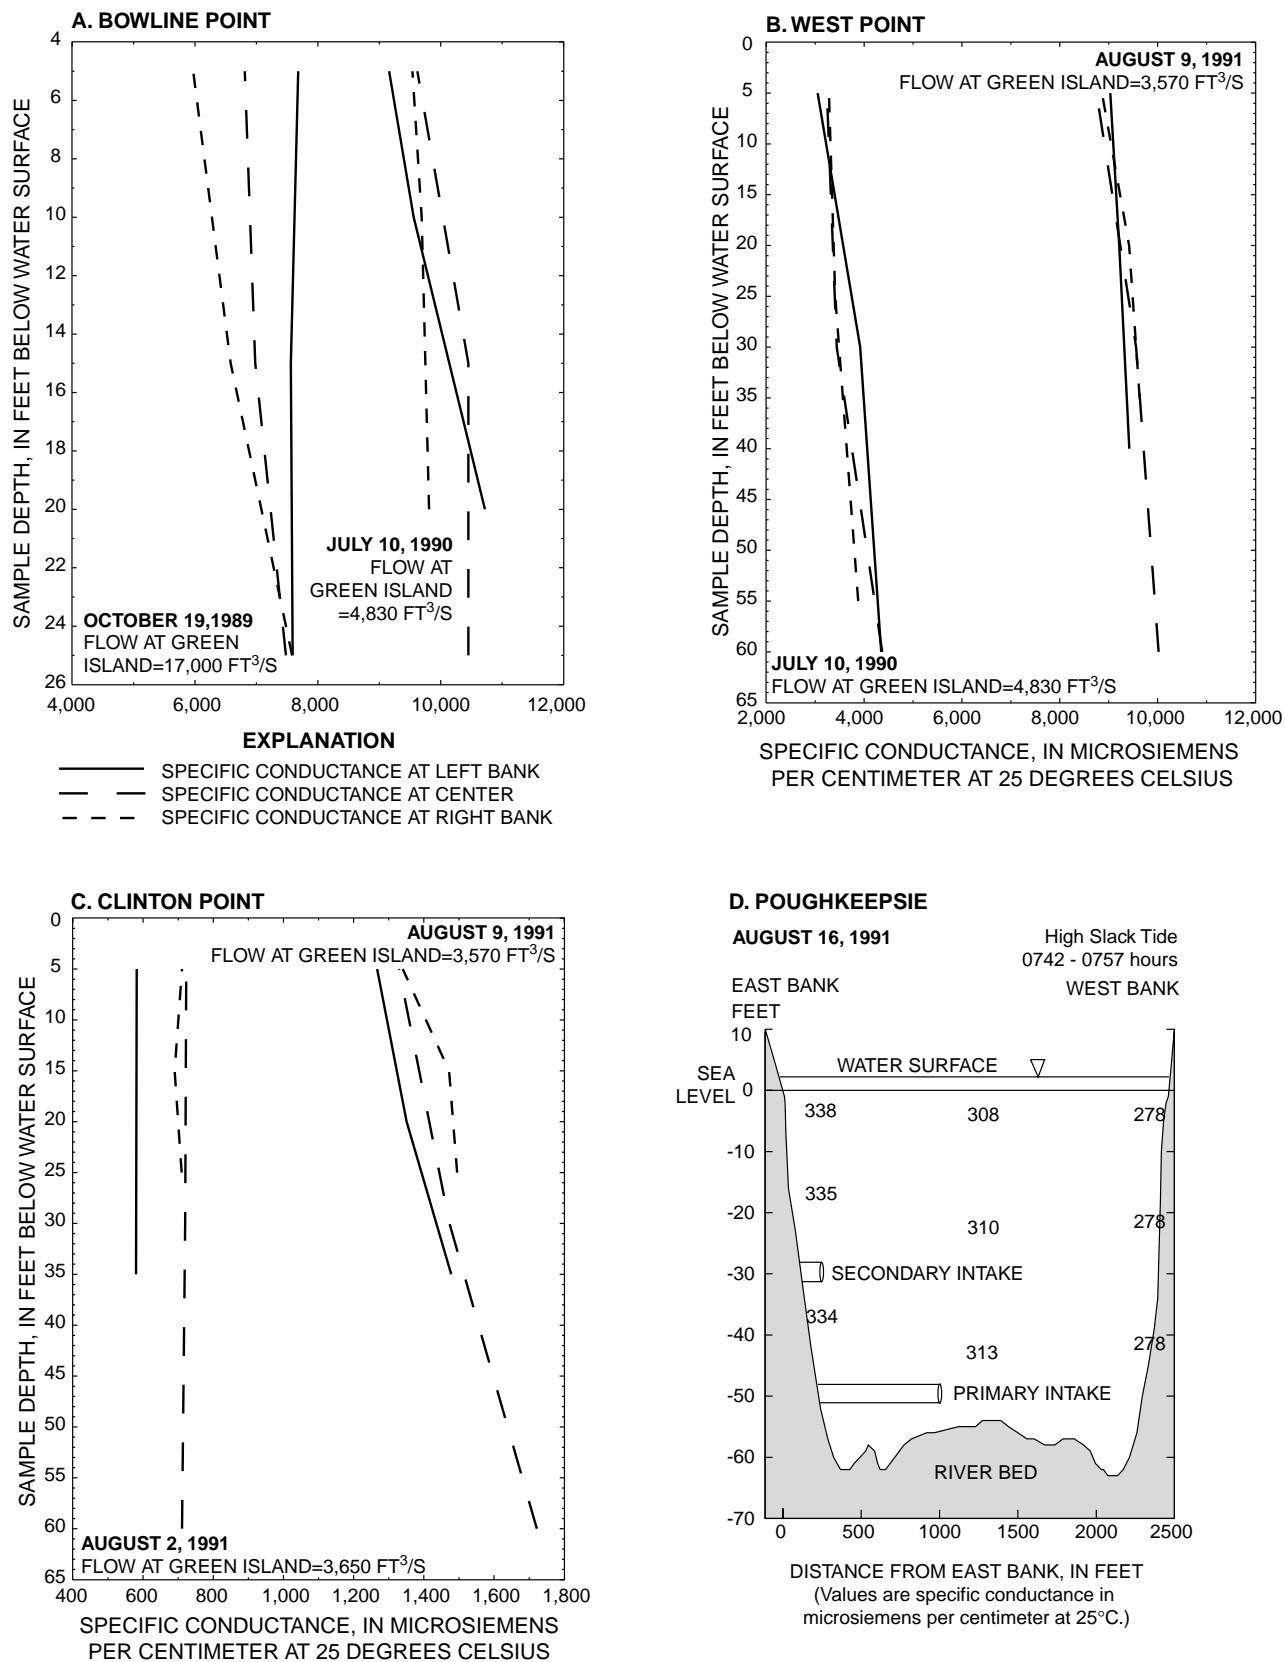 A. BOWLINE POINT
4
6
8
10
12
14
16
18
20
22
24
26
SAMPLE DEPTH, IN FEET BELOW WATER SURFACE
JULY 10, 1990
FLOW AT
GREEN ISLAND
=4,830 FT³/S
OCTOBER 19,1989
FLOW AT GREEN
ISLAND=17,000 FT³/S
4,000 6,000 8,000 10,000 12,000
EXPLANATION
SPECIFIC CONDUCTANCE AT LEFT BANK
SPECIFIC CONDUCTANCE AT CENTER
SPECIFIC CONDUCTANCE AT RIGHT BANK
B. WEST POINT
0
5
10
15
20
25
30
35
40
45
50
55
60
65
SAMPLE DEPTH, IN FEET BELOW WATER SURFACE
AUGUST 9, 1991
FLOW AT GREEN ISLAND=3,570 FT³/S
JULY 10, 1990
FLOW AT GREEN ISLAND=4,830 FT³/S
2,000 4,000 6,000 8,000 10,000 12,000
SPECIFIC CONDUCTANCE, IN MICROSIEMENS
PER CENTIMETER AT 25 DEGREES CELSIUS
C. CLINTON POINT
0
5
10
15
20
25
30
35
40
45
50
55
60
65
SAMPLE DEPTH, IN FEET BELOW WATER SURFACE
AUGUST 9, 1991
FLOW AT GREEN ISLAND=3,570 FT³/S
AUGUST 2, 1991
FLOW AT GREEN ISLAND=3,650 FT³/S
400 600 800 1,000 1,200 1,400 1,600 1,800
SPECIFIC CONDUCTANCE, IN MICROSIEMENS
PER CENTIMETER AT 25 DEGREES CELSIUS
D. POUGHKEEPSIE
AUGUST 16, 1991
High Slack Tide
0742 - 0757 hours
EAST BANK
WEST BANK
FEET
10
WATER SURFACE
SEA
LEVEL
0
338 308 278
-10
335
-20
310 278
-30
SECONDARY INTAKE
334
-40
313 278
-50
PRIMARY INTAKE
-60
RIVER BED
-70
0 500 1000 1500 2000 2500
DISTANCE FROM EAST BANK, IN FEET
(Values are specific conductance in
microsiemens per centimeter at 25°C.)